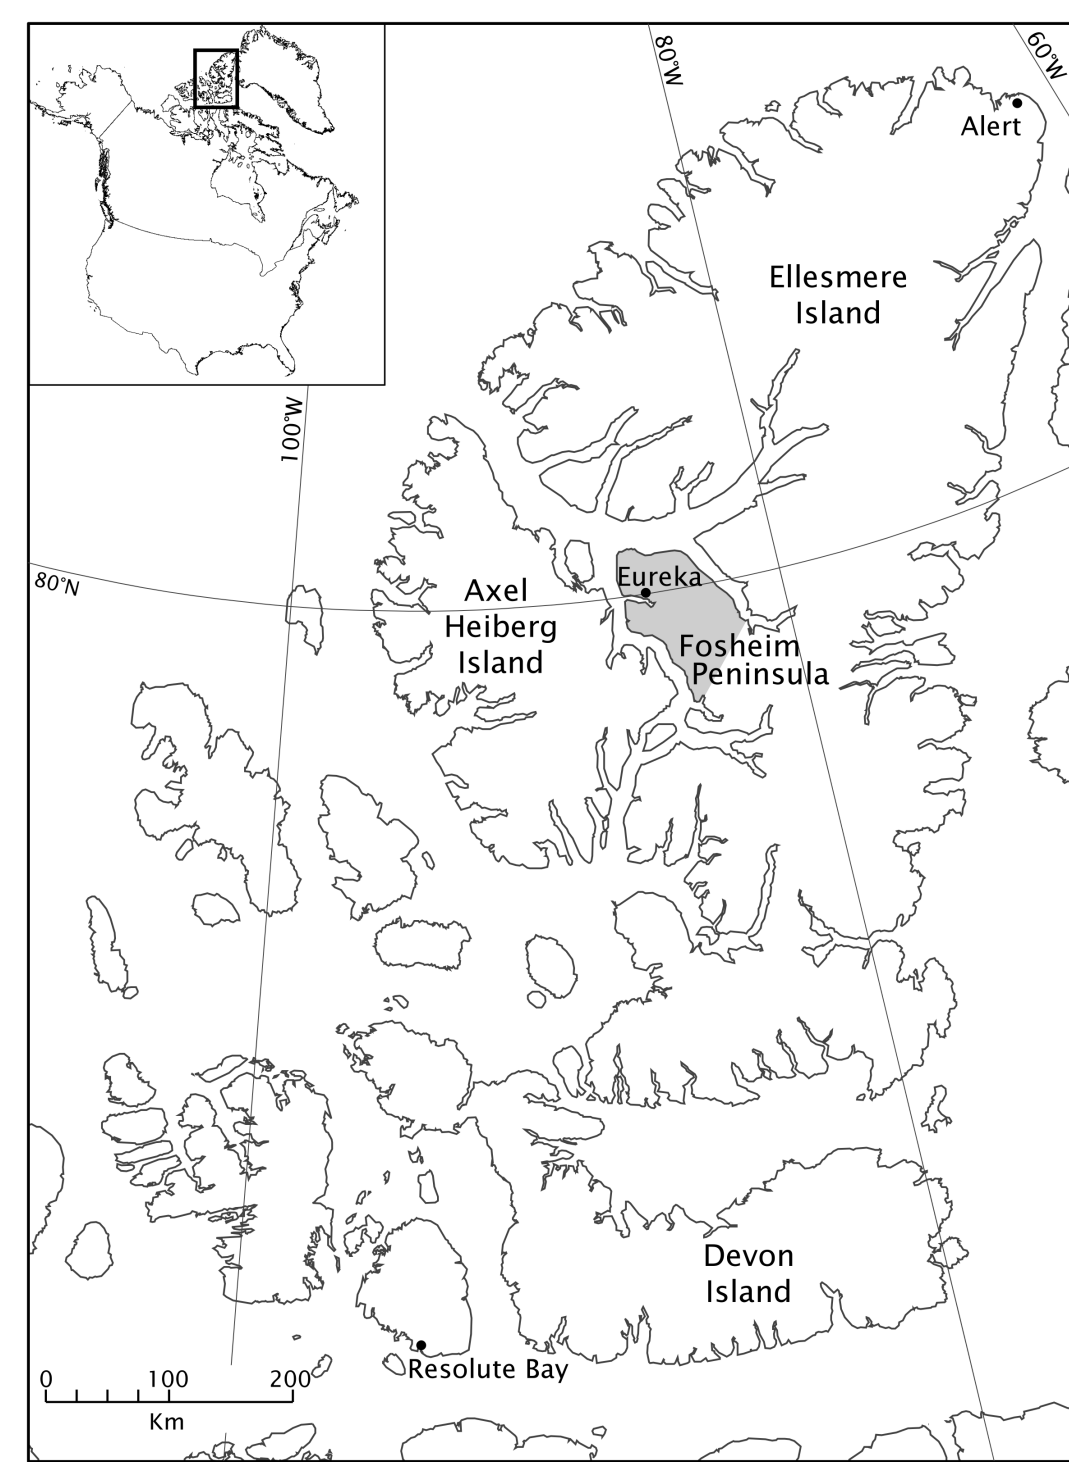 80°W
60°W
Alert
Ellesmere
Island
100°W
80°N
Eureka
Axel
Heiberg
Island
Fosheim
Peninsula
Devon
Island
Resolute Bay
0 100 200
Km